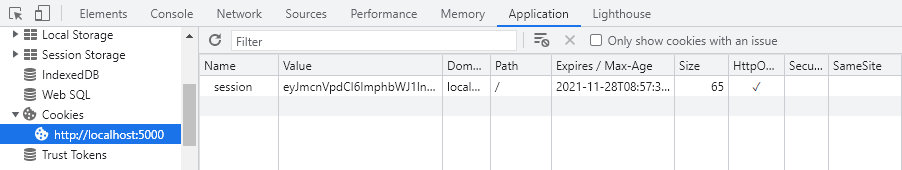 Elements Console Network Sources Performance Memory Application Lighthouse
Local Storage
Session Storage
IndexedDB
Web SQL
Cookies
http://localhost:5000
Trust Tokens
Filter
Only show cookies with an issue
Name Value Dom... Path Expires / Max-Age Size HttpO... Secu... SameSite
session eyJmcnVpdCI6ImphbWJ1In... local... / 2021-11-28T08:57:3... 65 ✓